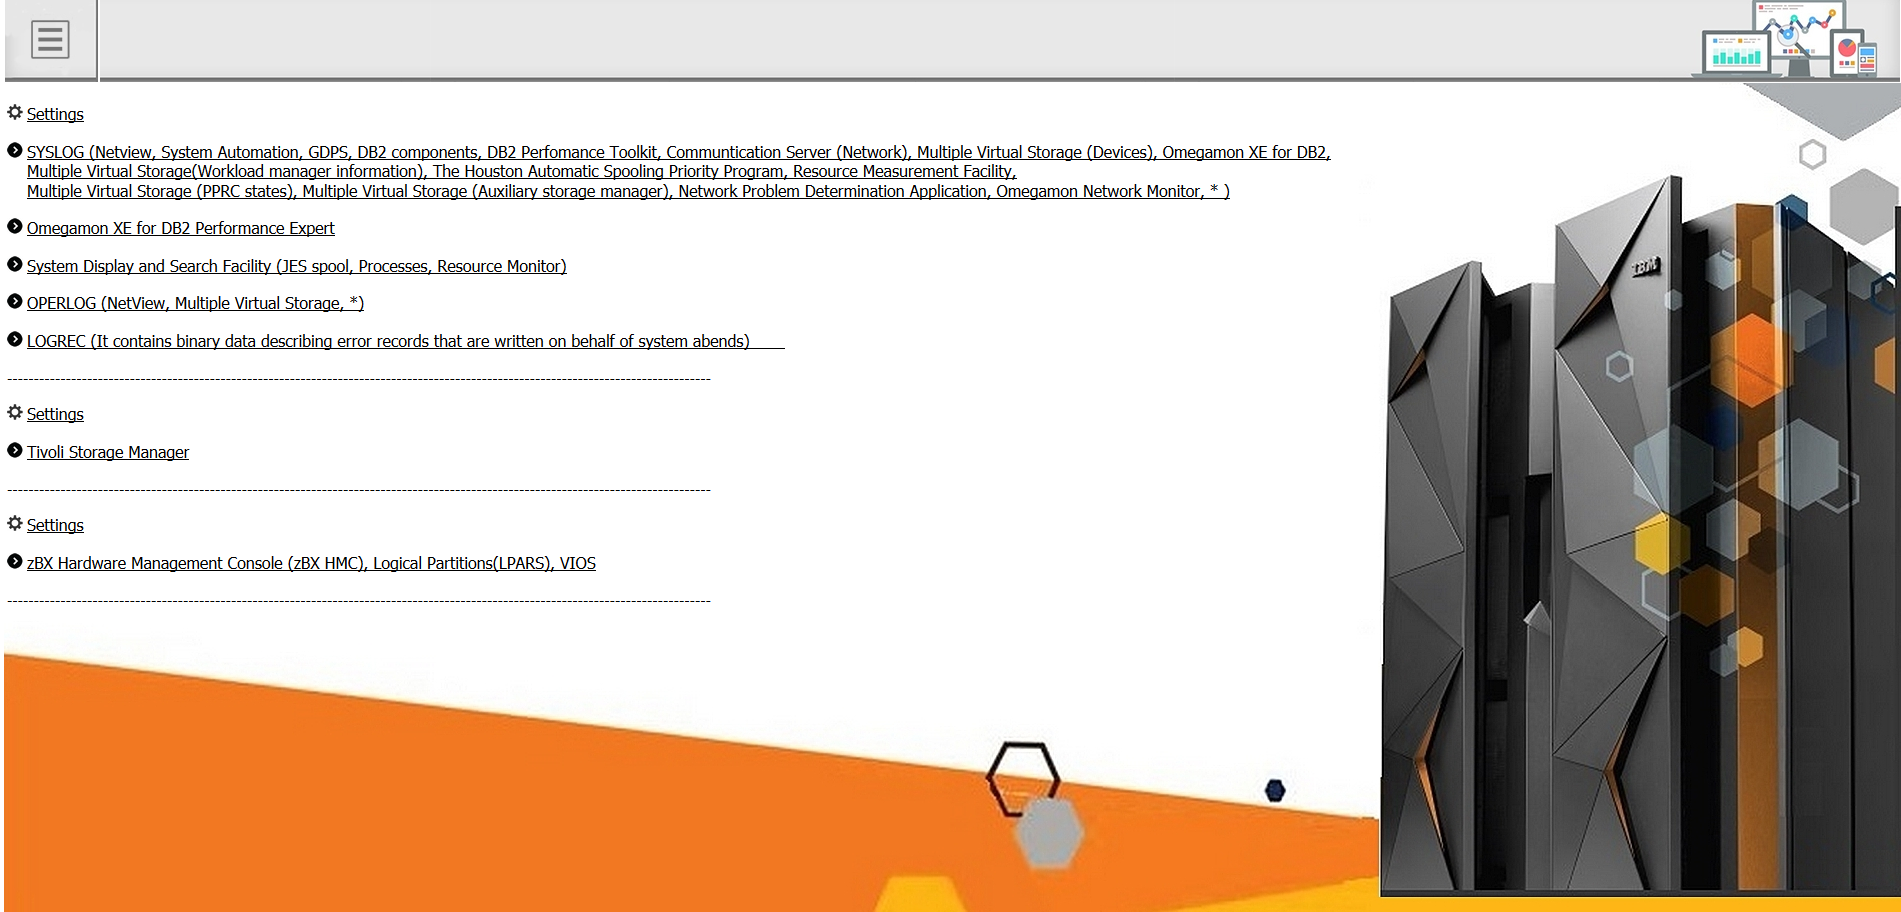 Settings
SYSLOG (Netview, System Automation, GDPS, DB2 components, DB2 Perfomance Toolkit, Communtication Server (Network), Multiple Virtual Storage (Devices), Omegamon XE for DB2,
Multiple Virtual Storage(Workload manager information), The Houston Automatic Spooling Priority Program, Resource Measurement Facility,
Multiple Virtual Storage (PPRC states), Multiple Virtual Storage (Auxiliary storage manager), Network Problem Determination Application, Omegamon Network Monitor, * )
Omegamon XE for DB2 Performance Expert
System Display and Search Facility (JES spool, Processes, Resource Monitor)
OPERLOG (NetView, Multiple Virtual Storage, *)
LOGREC (It contains binary data describing error records that are written on behalf of system abends)
Settings
Tivoli Storage Manager
Settings
zBX Hardware Management Console (zBX HMC), Logical Partitions(LPARS), VIOS